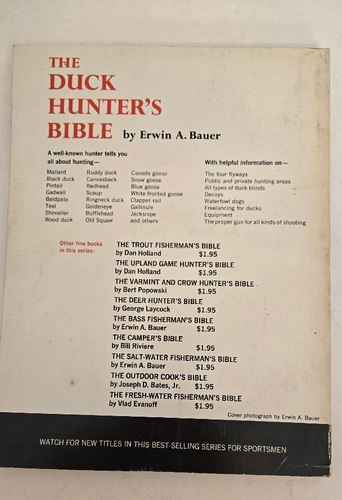 THE
DUCK
HUNTER'S
BIBLE by Erwin A. Bauer
A well-known hunter tells you
all about hunting—
Mallard
Black duck
Pintail
Gadwall
Baldpate
Teal
Shoveller
Wood duck
Ruddy duck
Canvasback
Redhead
Scaup
Ringneck duck
Goldeneye
Bufflehead
Old Squaw
Canada goose
Snow goose
Blue goose
White-fronted goose
Clapper rail
Gallinule
Jacksnipe
and others
With helpful information on—
The four flyways
Public and private hunting areas
All types of duck blinds
Decoys
Waterfowl dogs
Freelancing for ducks
Equipment
The proper gun for all kinds of shooting
Other fine books
in this series:
THE TROUT FISHERMAN'S BIBLE
by Dan Holland $1.95
THE UPLAND GAME HUNTER'S BIBLE
by Dan Holland $1.95
THE VARMINT AND CROW HUNTER'S BIBLE
by Bert Popowski $1.95
THE DEER HUNTER'S BIBLE
by George Laycock $1.95
THE BASS FISHERMAN'S BIBLE
by Erwin A. Bauer $1.95
THE CAMPER'S BIBLE
by Bill Riviere $1.95
THE SALT-WATER FISHERMAN'S BIBLE
by Erwin A. Bauer $1.95
THE OUTDOOR COOK'S BIBLE
by Joseph D. Bates, Jr. $1.95
THE FRESH-WATER FISHERMAN'S BIBLE
by Vlad Evanoff $1.95
Cover photograph by Erwin A. Bauer
WATCH FOR NEW TITLES IN THIS BEST-SELLING SERIES FOR SPORTSMEN